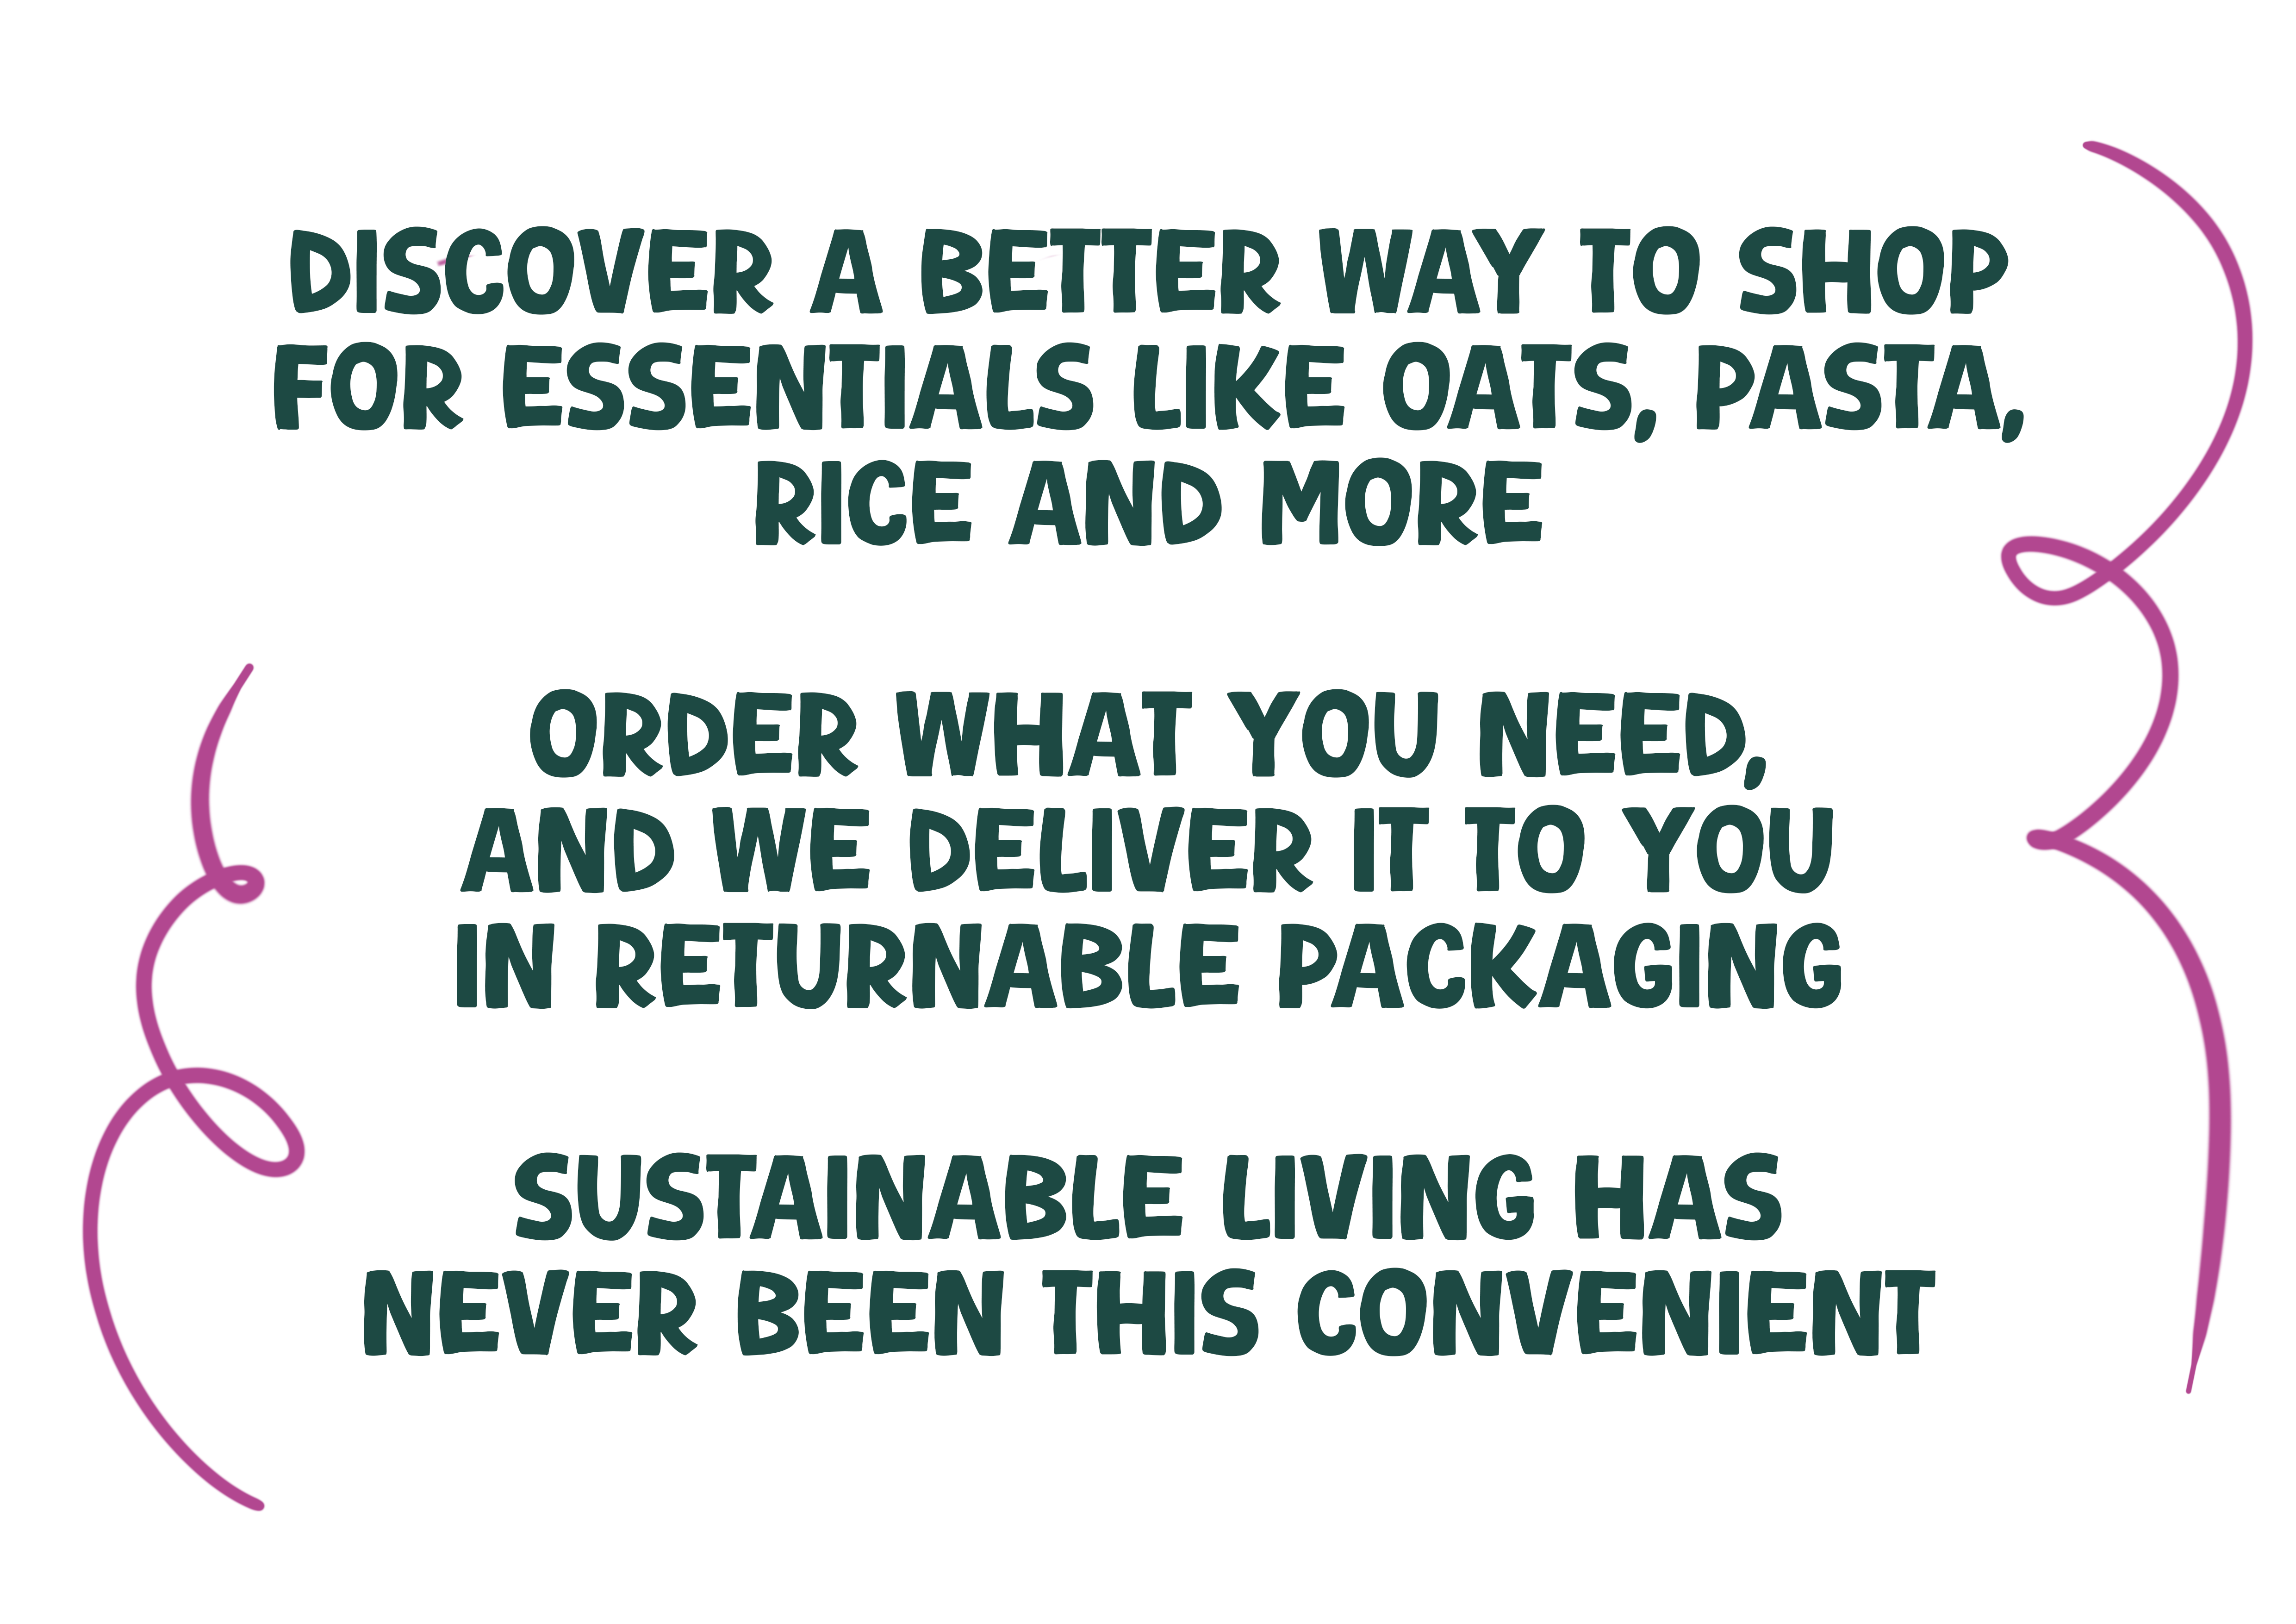 DISCOVER A BETTER WAY TO SHOP
FOR ESSENTIALS LIKE OATS, PASTA,
RICE AND MORE
ORDER WHAT YOU NEED,
AND WE DELIVER IT TO YOU
IN RETURNABLE PACKAGING
SUSTAINABLE LIVING HAS
NEVER BEEN THIS CONVENIENT